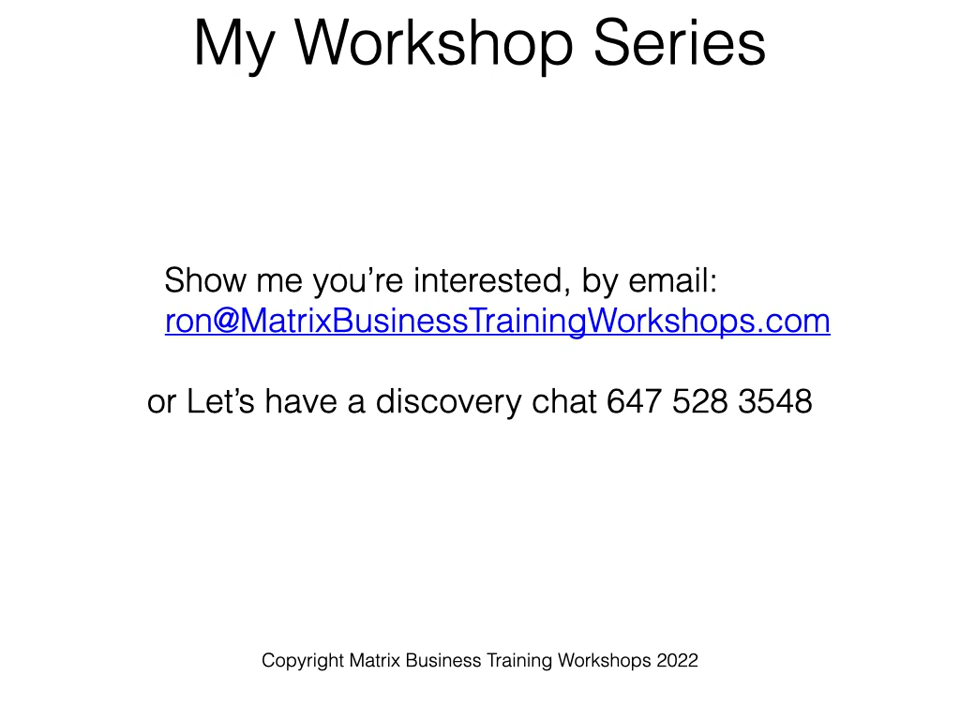 My Workshop Series
Show me you’re interested, by email:
ron@MatrixBusinessTrainingWorkshops.com
or Let’s have a discovery chat 647 528 3548
Copyright Matrix Business Training Workshops 2022